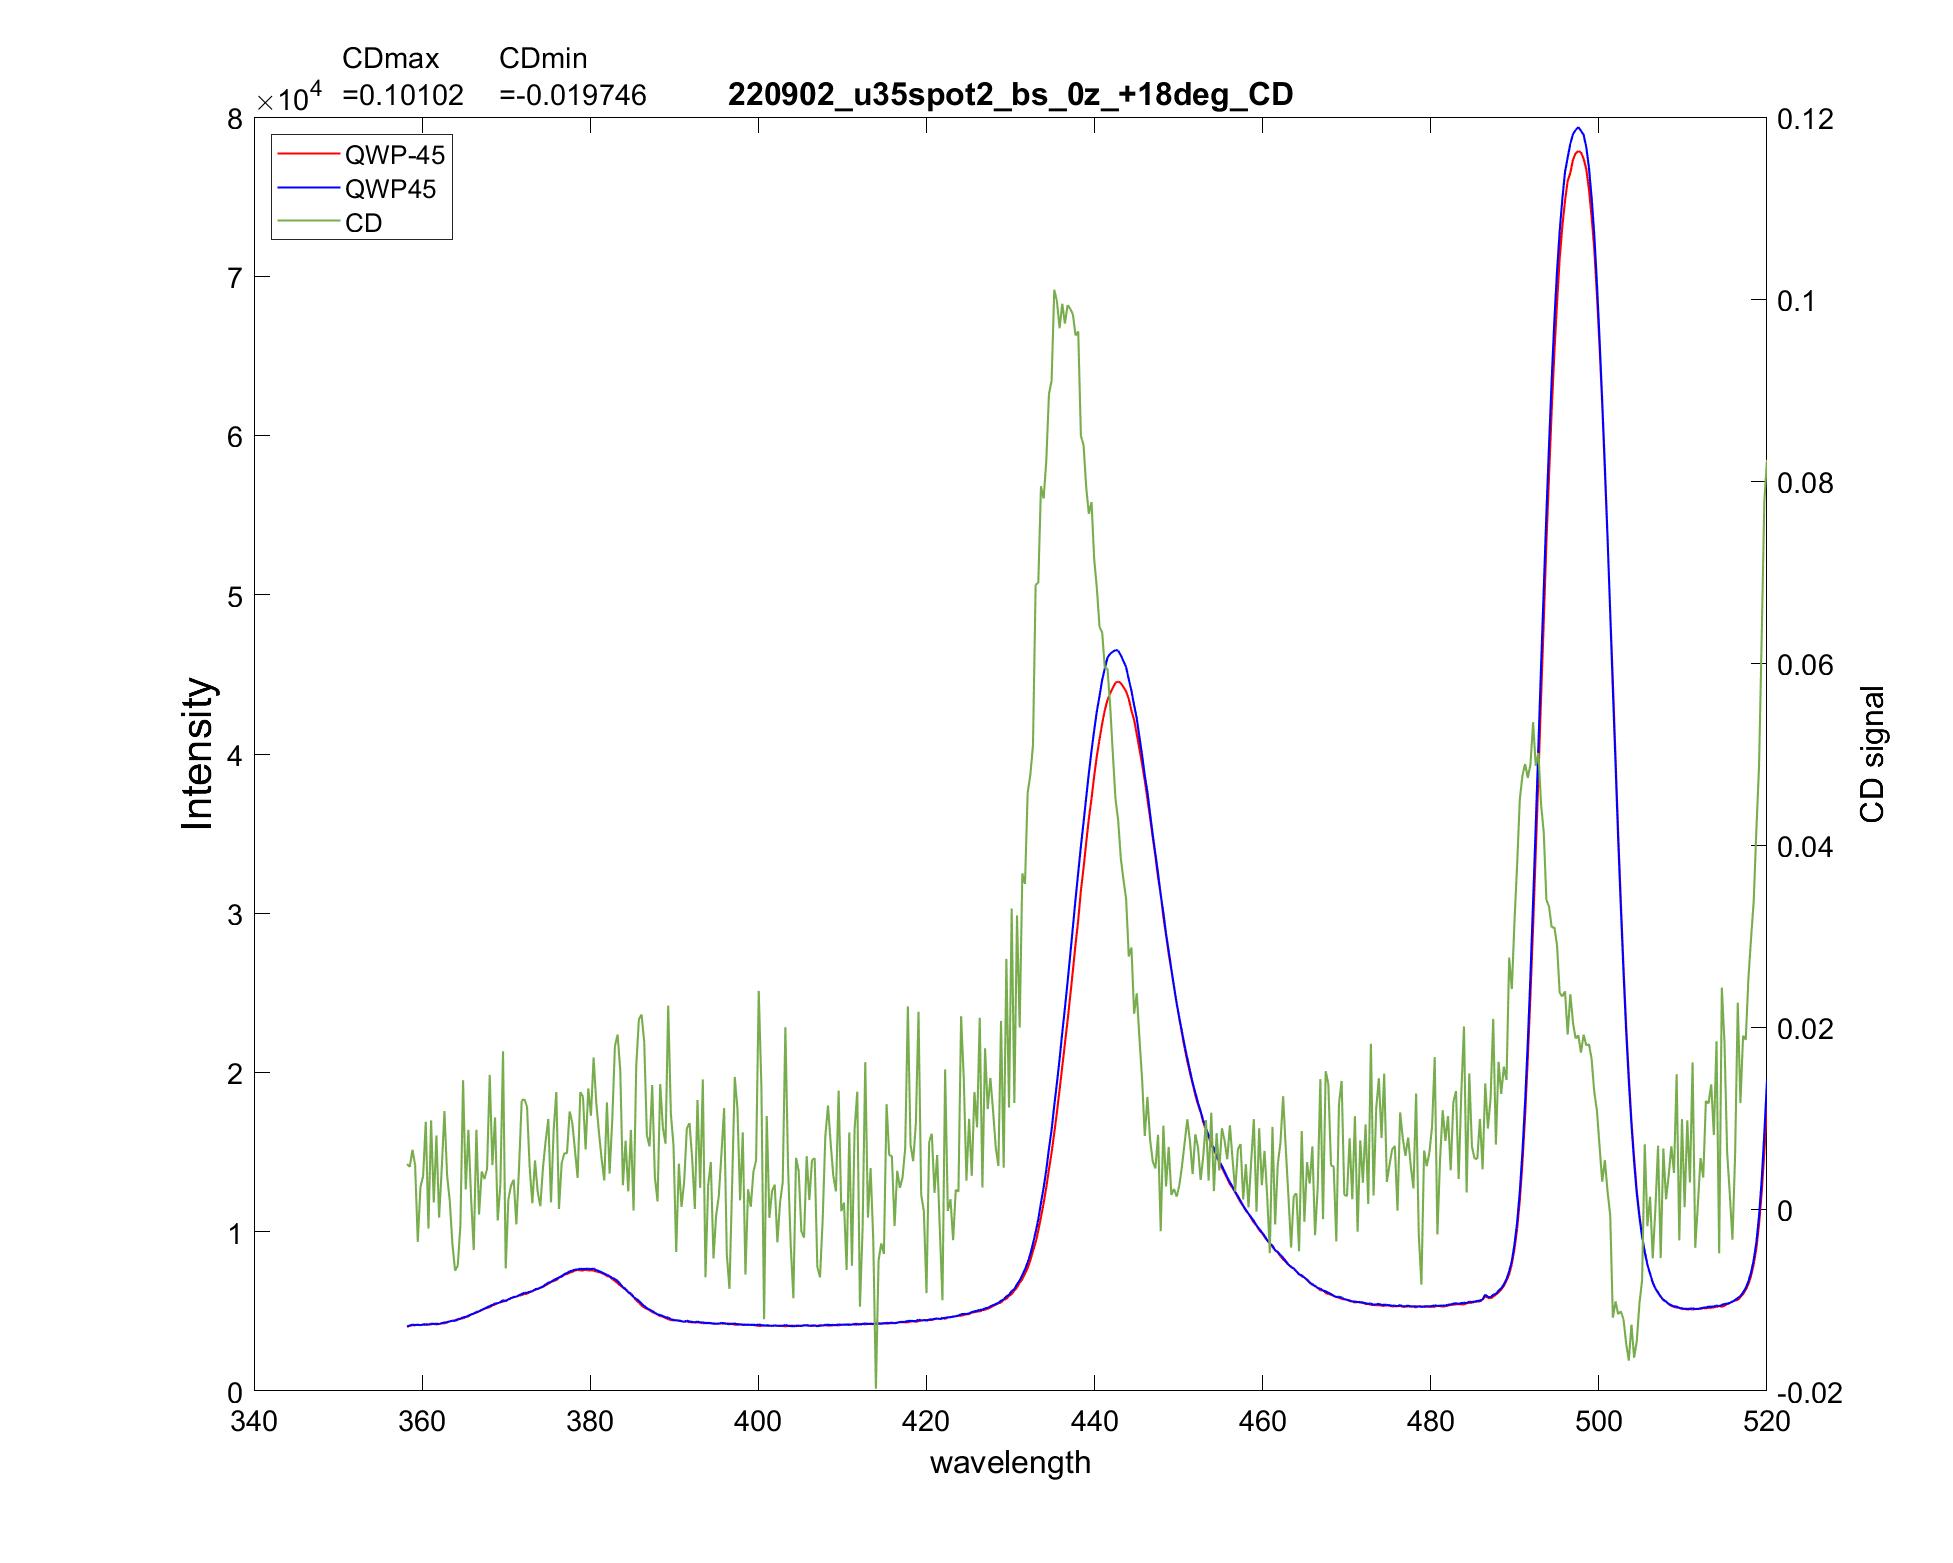 CDmax CDmin
×10⁴ =0.10102 =-0.019746 220902_u35spot2_bs_0z_+18deg_CD
QWP-45
QWP45
CD
8
7
6
5
4
3
2
1
0
Intensity
340 360 380 400 420 440 460 480 500 520
wavelength
0.12
0.1
0.08
0.06
0.04
0.02
0
-0.02
CD signal